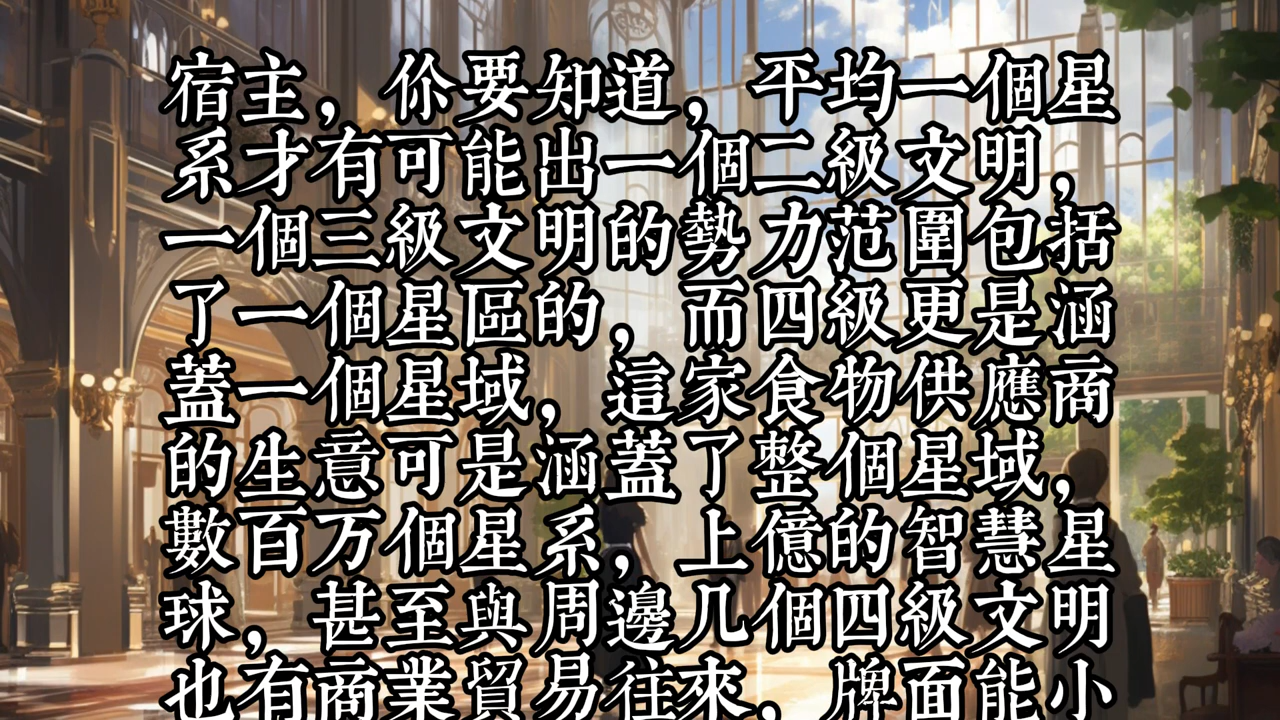 宿主，伱要知道，平均一個星
系才有可能出一個二級文明，
一個三級文明的勢力范圍包括
了一個星區的，而四級更是涵
蓋一個星域，這家食物供應商
的生意可是涵蓋了整個星域，
數百万個星系，上億的智慧星
球，甚至與周邊几個四級文明
也有商業貿易往來，牌面能小